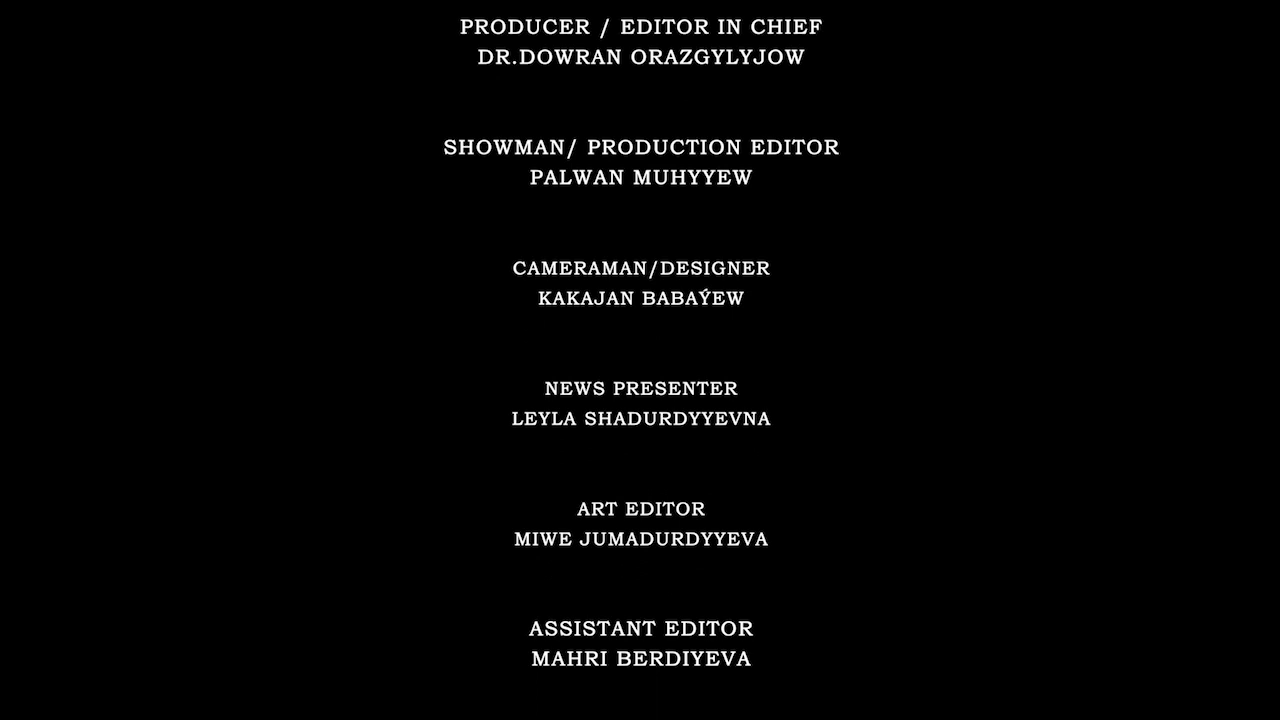 PRODUCER / EDITOR IN CHIEF
DR.DOWRAN ORAZGYLYJOW
SHOWMAN/ PRODUCTION EDITOR
PALWAN MUHYYEW
CAMERAMAN/DESIGNER
KAKAJAN BABAÝEW
NEWS PRESENTER
LEYLA SHADURDYYEVNA
ART EDITOR
MIWE JUMADURDYYEVA
ASSISTANT EDITOR
MAHRI BERDIYEVA